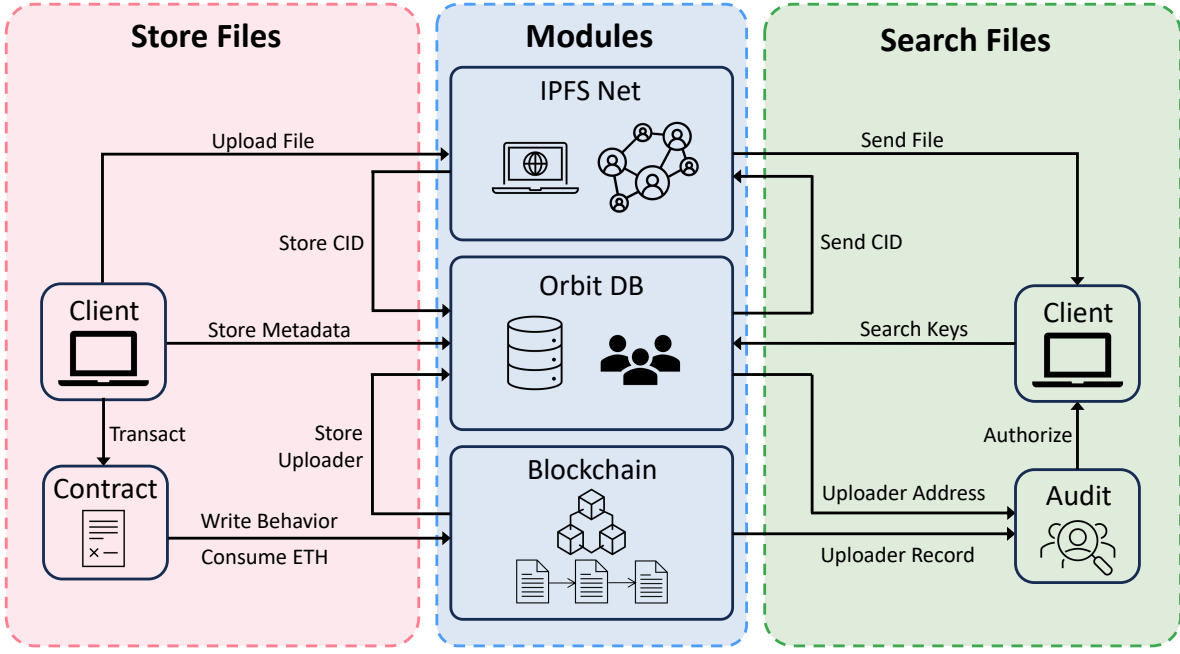 Store Files
Modules
Search Files
IPFS Net
Upload File
Send File
Store CID
Send CID
Orbit DB
Client
Client
Store Metadata
Search Keys
Transact
Store
Uploader
Authorize
Blockchain
Contract
Audit
Uploader Address
Write Behavior
Consume ETH
Uploader Record